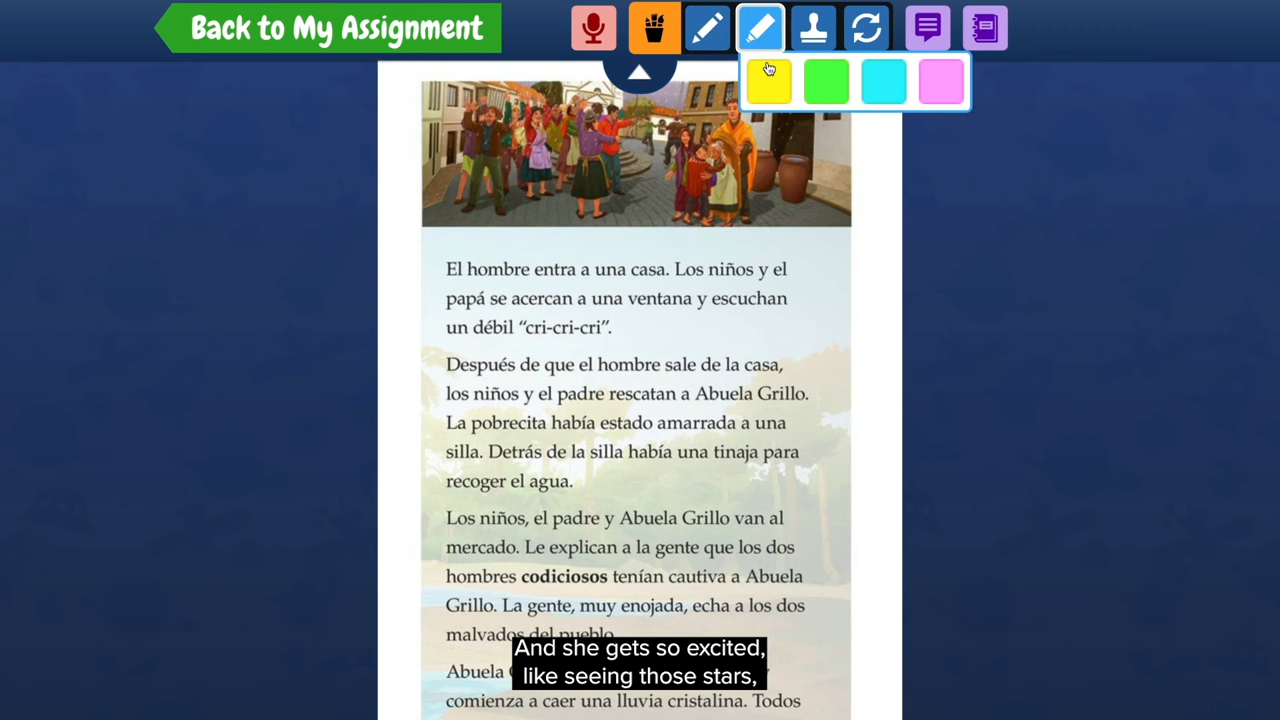 Back to My Assignment
El hombre entra a una casa. Los niños y el
papá se acercan a una ventana y escuchan
un débil “cri-cri-cri”.
Después de que el hombre sale de la casa,
los niños y el padre rescatan a Abuela Grillo.
La pobrecita había estado amarrada a una
silla. Detrás de la silla había una tinaja para
recoger el agua.
Los niños, el padre y Abuela Grillo van al
mercado. Le explican a la gente que los dos
hombres codiciosos tenían cautiva a Abuela
Grillo. La gente, muy enojada, echa a los dos
malvados del pueblo.
And she gets so excited,
like seeing those stars,
Abuela
comienza a caer una lluvia cristalina. Todos